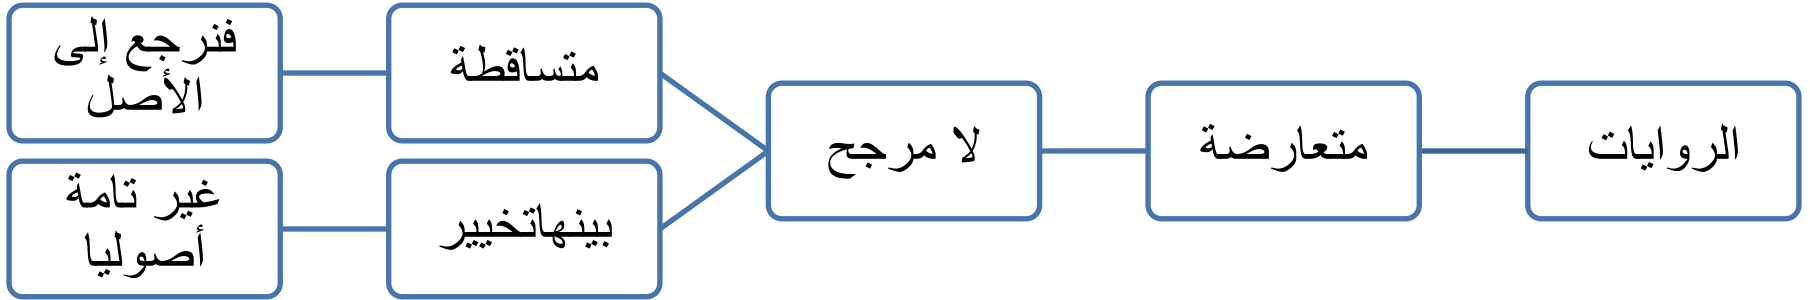 الروايات
متعارضة
لا مرجح
متساقطة
فنرجع إلى
الأصل
بينهاتخيير
غير تامة
أصوليا